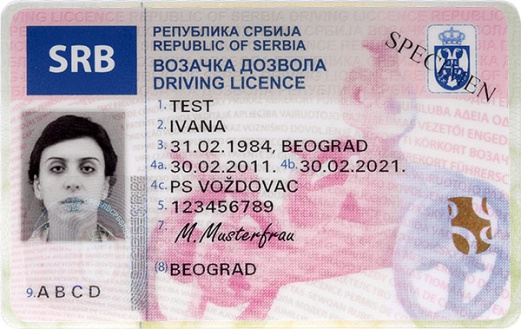 SRB
РЕПУБЛИКА СРБИЈА
REPUBLIC OF SERBIA
ВОЗАЧКА ДОЗВОЛА
DRIVING LICENCE
SPECIMEN
1. TEST
2. IVANA
3. 31.02.1984, BEOGRAD
4a. 30.02.2011. 4b. 30.02.2021.
4c. PS VOŽDOVAC
5. 123456789
7. M.Musterfrau
(8) BEOGRAD
9. A B C D